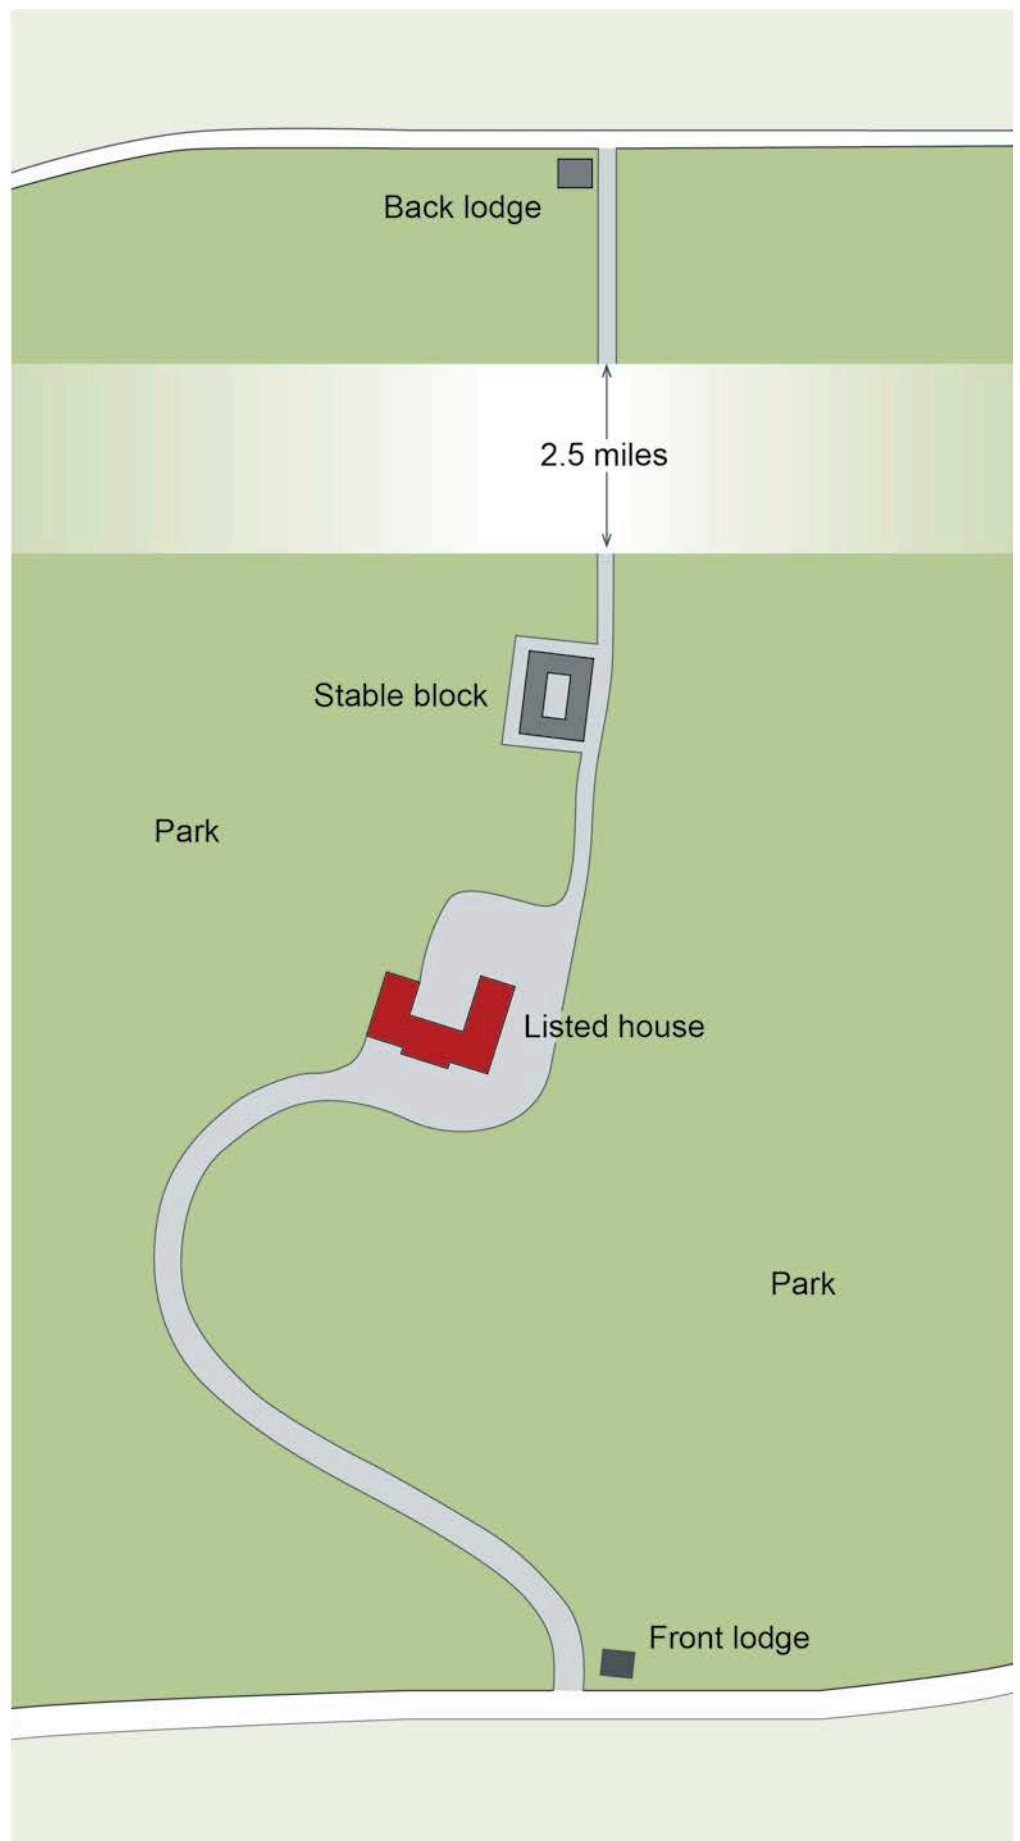 Back lodge
2.5 miles
Stable block
Park
Listed house
Park
Front lodge